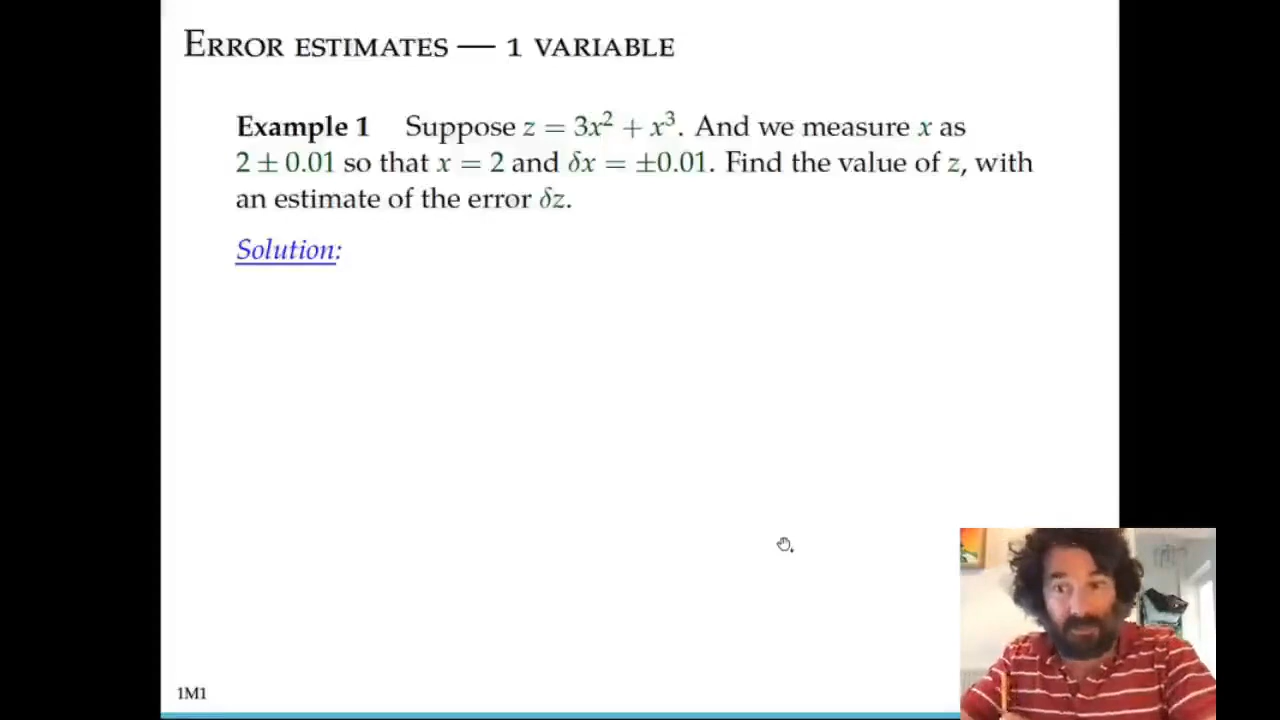 ERROR ESTIMATES — 1 VARIABLE
Example 1 Suppose z = 3x² + x³. And we measure x as
2 ± 0.01 so that x = 2 and δx = ±0.01. Find the value of z, with
an estimate of the error δz.
Solution:
1M1